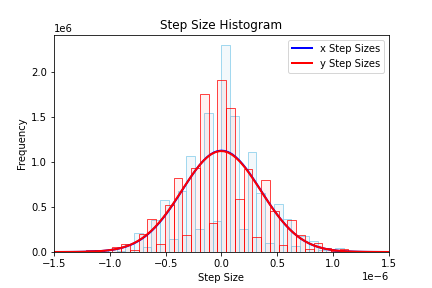 Step Size Histogram
1e6
x Step Sizes
y Step Sizes
2.0
1.5
1.0
0.5
0.0
Frequency
−1.5 −1.0 −0.5 0.0 0.5 1.0 1.5
Step Size
1e−6